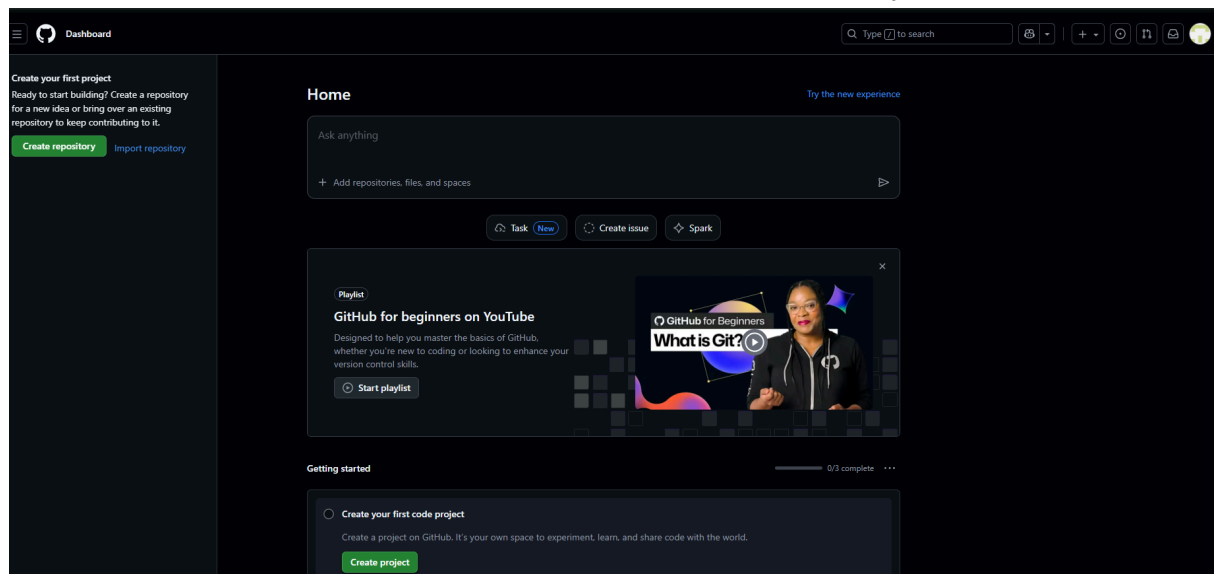 Dashboard
Type / to search
Create your first project
Ready to start building? Create a repository
for a new idea or bring over an existing
repository to keep contributing to it.
Create repository
Import repository
Home
Try the new experience
Ask anything
Add repositories, files, and spaces
Task New
Create issue
Spark
Playlist
GitHub for beginners on YouTube
Designed to help you master the basics of GitHub,
whether you're new to coding or looking to enhance your
version control skills.
Start playlist
GitHub for Beginners
What is Git?
Getting started
0/3 complete
Create your first code project
Create a project on GitHub. It's your own space to experiment, learn, and share code with the world.
Create project